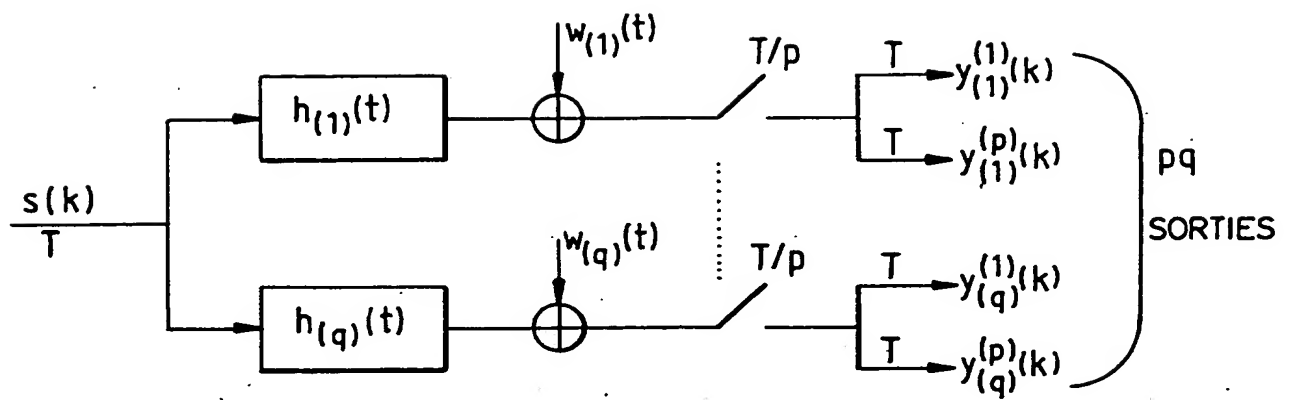 w(1)(t)
T/p
T
y(1)(1)(k)
h(1)(t)
T
y(p)(1)(k)
pq
s(k)
T
SORTIES
w(q)(t)
T/p
T
y(1)(q)(k)
h(q)(t)
T
y(p)(q)(k)